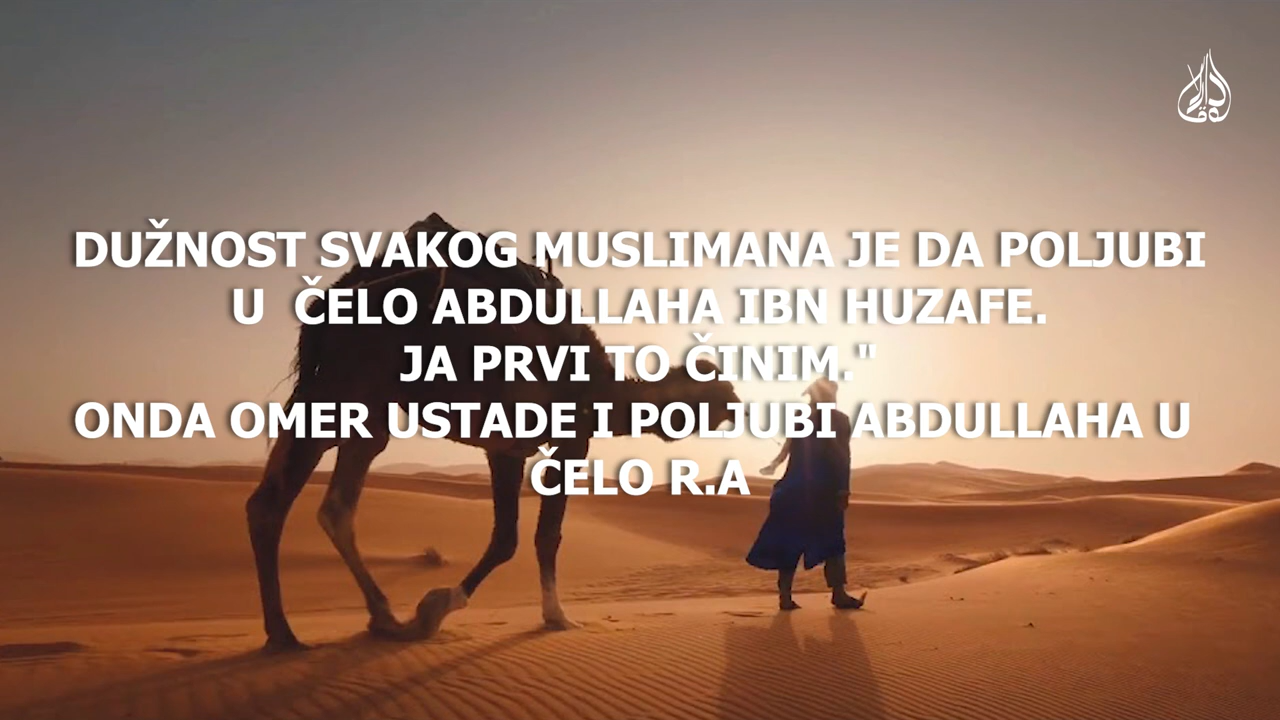 DUŽNOST SVAKOG MUSLIMANA JE DA POLJUBI
U ČELO ABDULLAHA IBN HUZAFE.
JA PRVI TO ČINIM."
ONDA OMER USTADE I POLJUBI ABDULLAHA U
ČELO R.A